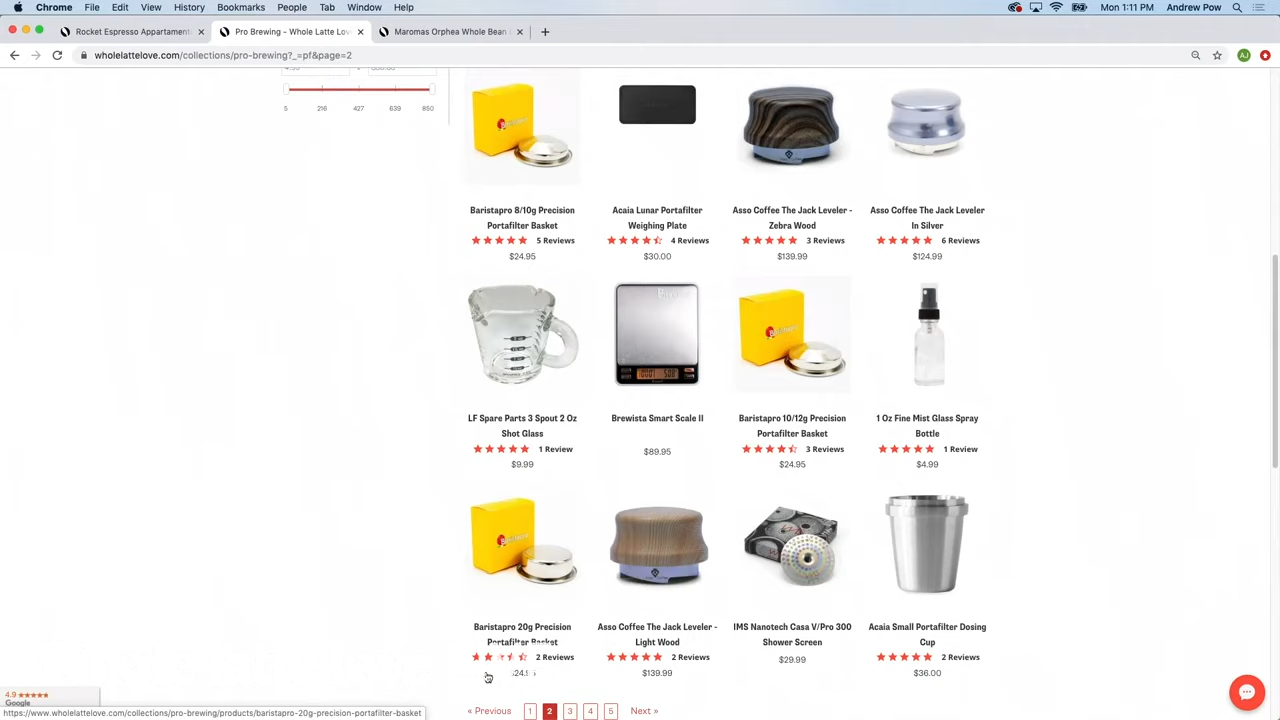 Chrome File Edit View History Bookmarks People Tab Window Help Mon 1:11 PM Andrew Pow
Rocket Espresso Appartament Pro Brewing – Whole Latte Lov Maromas Orphea Whole Bean
wholelattelove.com/collections/pro-brewing?_=pf&page=2 AJ
5 216 427 639 850
Baristapro 8/10g Precision
Portafilter Basket
5 Reviews
$24.95
Acaia Lunar Portafilter
Weighing Plate
4 Reviews
$30.00
Asso Coffee The Jack Leveler -
Zebra Wood
3 Reviews
$139.99
Asso Coffee The Jack Leveler
In Silver
6 Reviews
$124.99
LF Spare Parts 3 Spout 2 Oz
Shot Glass
1 Review
$9.99
Brewista Smart Scale II
$89.95
Baristapro 10/12g Precision
Portafilter Basket
3 Reviews
$24.95
1 Oz Fine Mist Glass Spray
Bottle
1 Review
$4.99
Baristapro 20g Precision
Portafilter Basket
2 Reviews
Asso Coffee The Jack Leveler -
Light Wood
2 Reviews
$139.99
IMS Nanotech Casa V/Pro 300
Shower Screen
$29.99
Acaia Small Portafilter Dosing
Cup
2 Reviews
$36.00
4.9
Google
« Previous 1 2 3 4 5 Next »
https://www.wholelattelove.com/collections/pro-brewing/products/baristapro-20g-precision-portafilter-basket